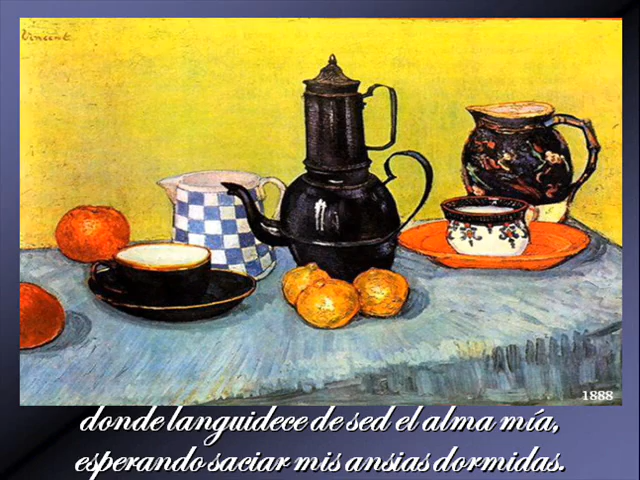 Vincent
1888
donde languidece de sed el alma mía,
esperando saciar mis ansias dormidas.